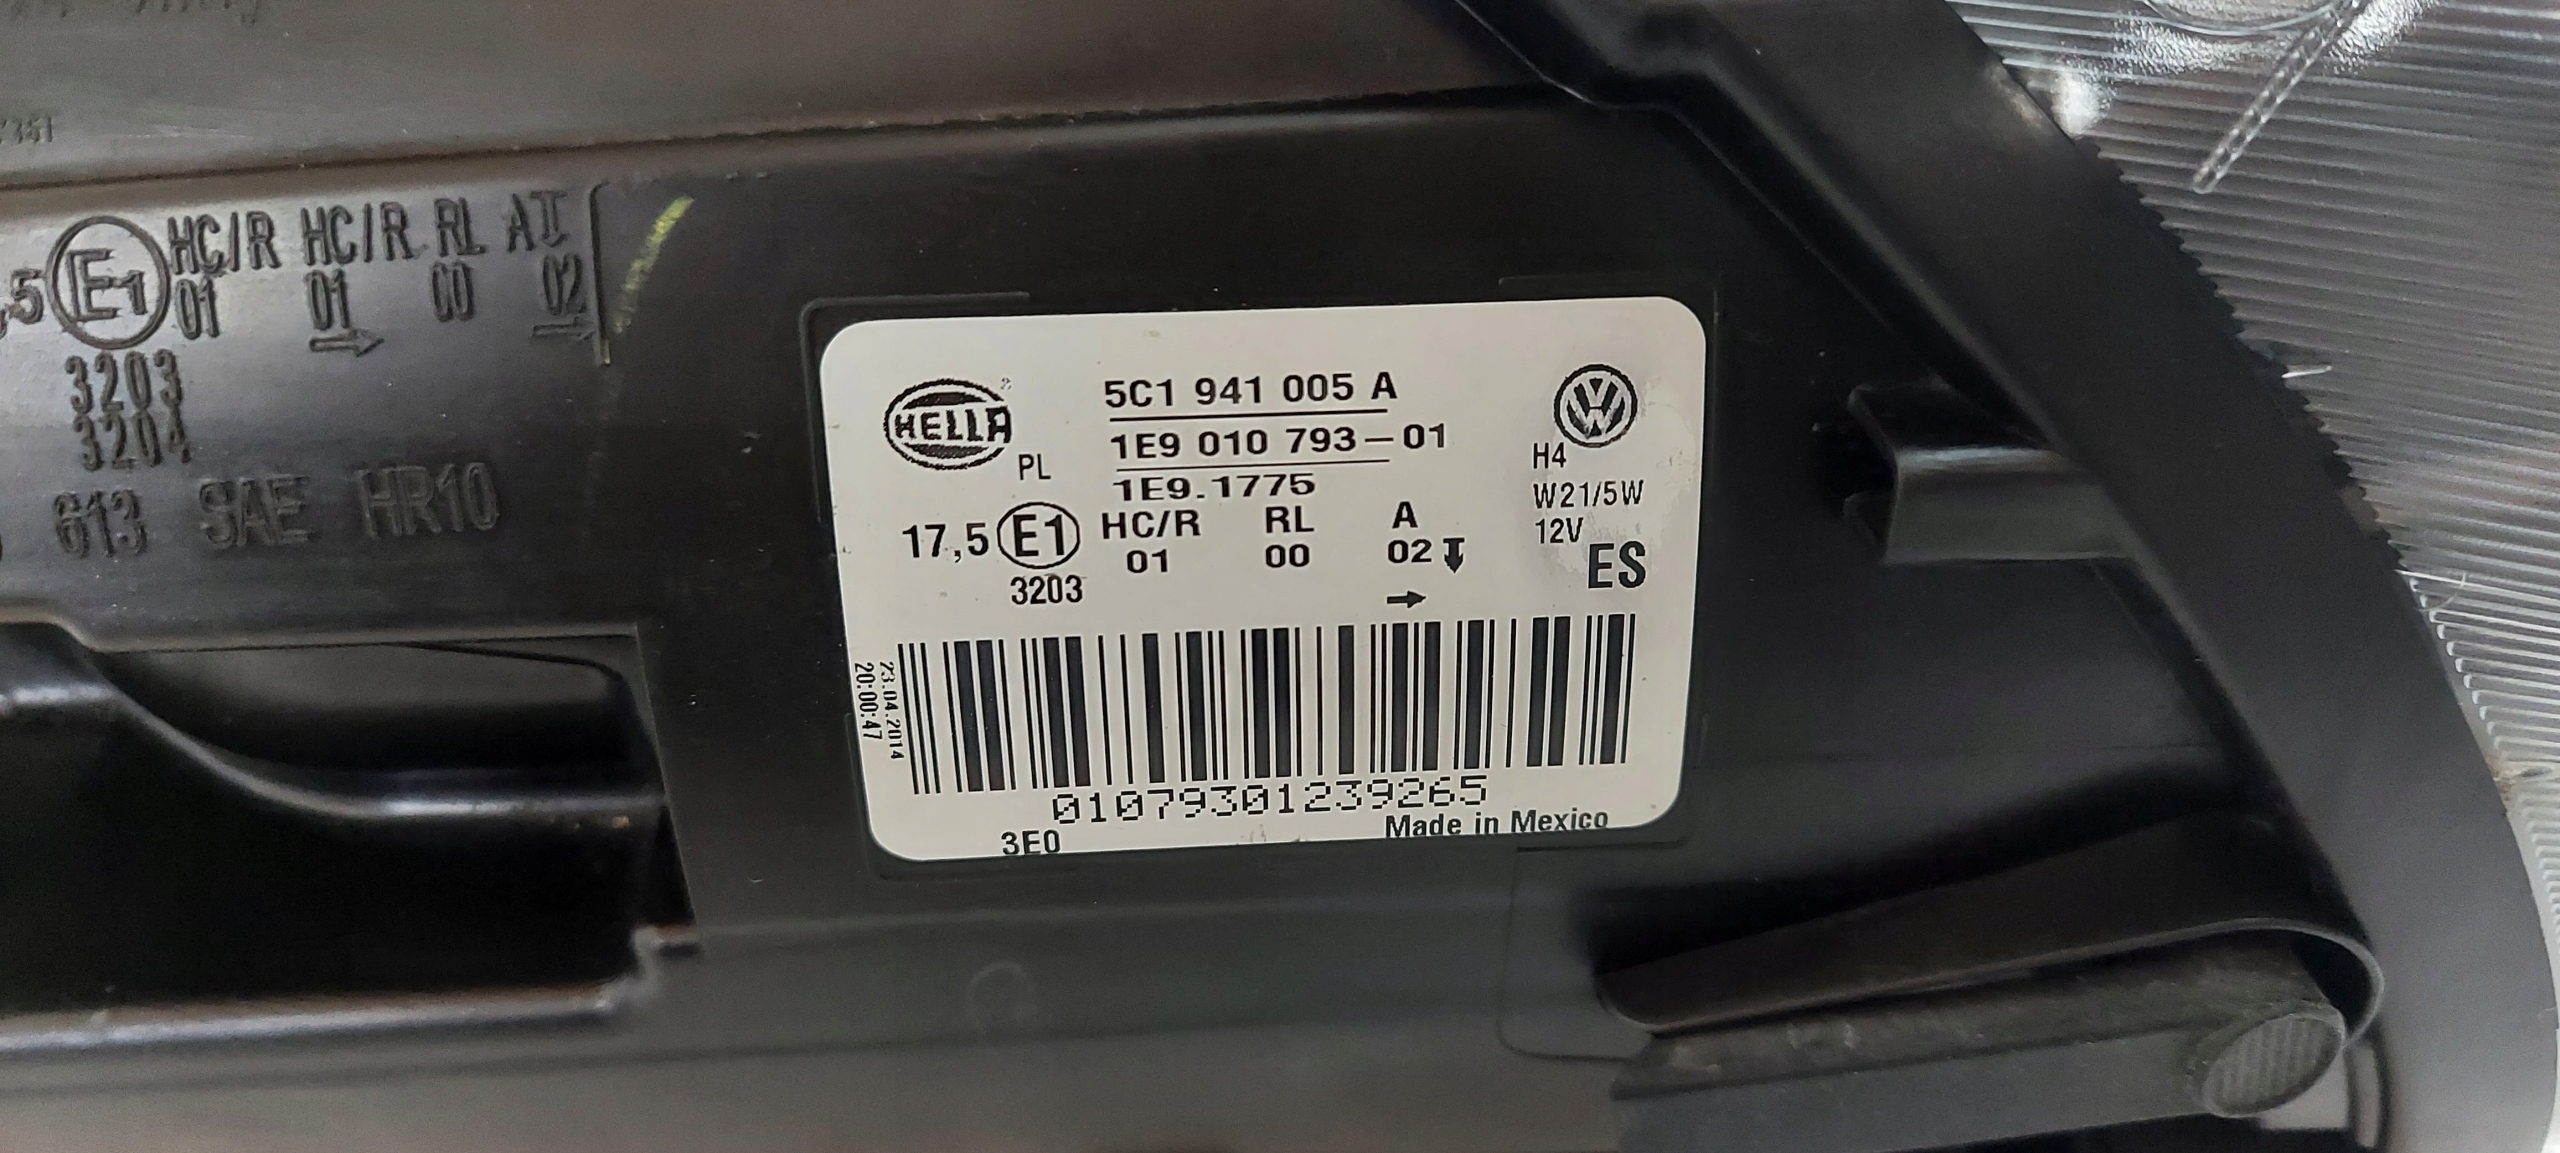 HC/R HC/R RL A
5 E1 01 01 00 02
3203
3204
613 SAE HR10
HELLA
PL
5C1 941 005 A
1E9 010 793-01
1E9.1775
17,5 E1 HC/R RL A
01 00 02
3203
H4
W21/5W
12V
ES
23.04.2014
20:00:47
01079301239265
3E0
Made in Mexico